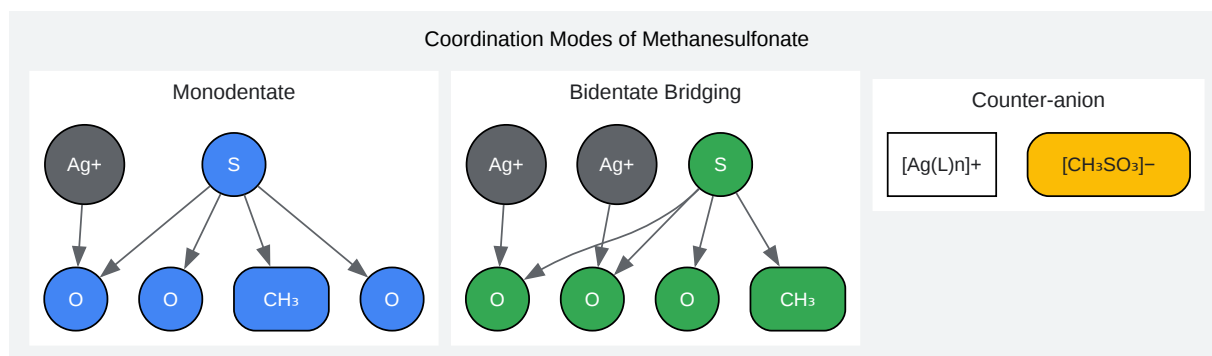 Coordination Modes of Methanesulfonate
Monodentate
Ag+
S
O
O
CH₃
O
Bidentate Bridging
Ag+
Ag+
S
O
O
O
CH₃
Counter-anion
[Ag(L)n]+
[CH₃SO₃]−